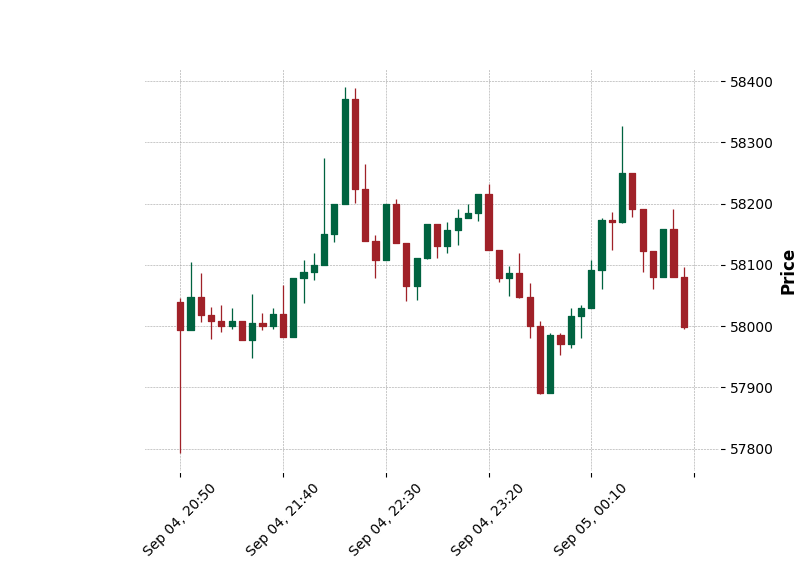 58400
58300
58200
58100
58000
57900
57800
Price
Sep 04, 20:50
Sep 04, 21:40
Sep 04, 22:30
Sep 04, 23:20
Sep 05, 00:10